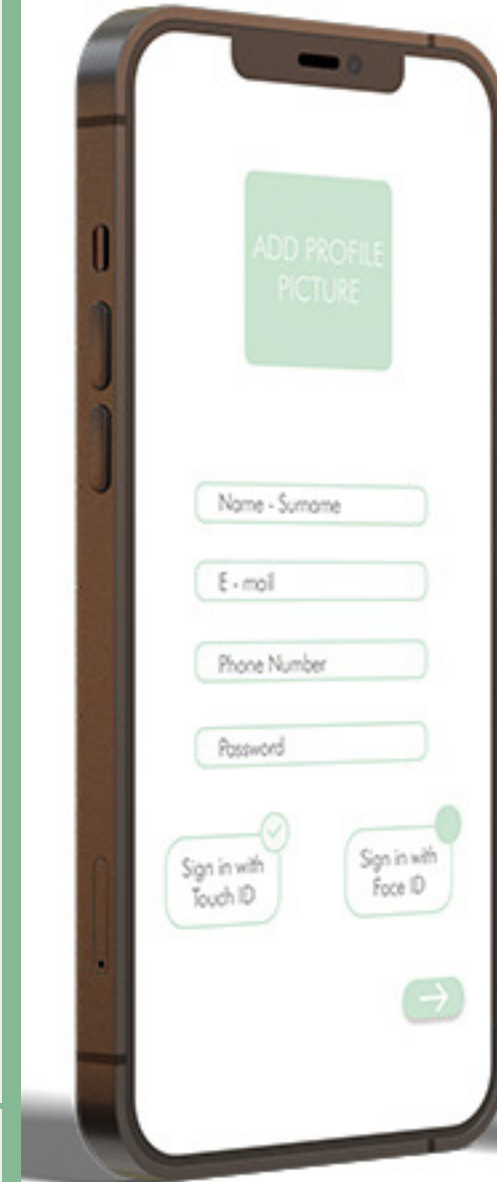 ADD PROFILE
PICTURE
Name - Surname
E - mail
Phone Number
Password
Sign in with
Touch ID
Sign in with
Face ID